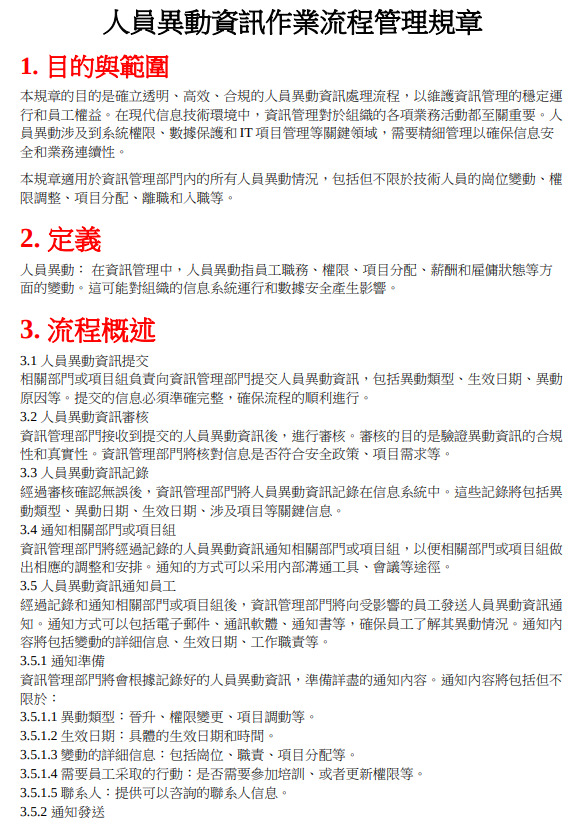 人員異動資訊作業流程管理規章
1. 目的與範圍
本規章的目的是確立透明、高效、合規的人員異動資訊處理流程，以維護資訊管理的穩定運
行和員工權益。在現代信息技術環境中，資訊管理對於組織的各項業務活動都至關重要。人
員異動涉及到系統權限、數據保護和 IT 項目管理等關鍵領域，需要精細管理以確保信息安
全和業務連續性。
本規章適用於資訊管理部門內的所有人員異動情況，包括但不限於技術人員的崗位變動、權
限調整、項目分配、離職和入職等。
2. 定義
人員異動： 在資訊管理中，人員異動指員工職務、權限、項目分配、薪酬和雇傭狀態等方
面的變動。這可能對組織的信息系統運行和數據安全產生影響。
3. 流程概述
3.1 人員異動資訊提交
相關部門或項目組負責向資訊管理部門提交人員異動資訊，包括異動類型、生效日期、異動
原因等。提交的信息必須準確完整，確保流程的順利進行。
3.2 人員異動資訊審核
資訊管理部門接收到提交的人員異動資訊後，進行審核。審核的目的是驗證異動資訊的合規
性和真實性。資訊管理部門將核對信息是否符合安全政策、項目需求等。
3.3 人員異動資訊記錄
經過審核確認無誤後，資訊管理部門將人員異動資訊記錄在信息系統中。這些記錄將包括異
動類型、異動日期、生效日期、涉及項目等關鍵信息。
3.4 通知相關部門或項目組
資訊管理部門將經過記錄的人員異動資訊通知相關部門或項目組，以便相關部門或項目組做
出相應的調整和安排。通知的方式可以采用內部溝通工具、會議等途徑。
3.5 人員異動資訊通知員工
經過記錄和通知相關部門或項目組後，資訊管理部門將向受影響的員工發送人員異動資訊通
知。通知方式可以包括電子郵件、通訊軟體、通知書等，確保員工了解其異動情況。通知內
容將包括變動的詳細信息、生效日期、工作職責等。
3.5.1 通知準備
資訊管理部門將會根據記錄好的人員異動資訊，準備詳盡的通知內容。通知內容將包括但不
限於：
3.5.1.1 異動類型：晉升、權限變更、項目調動等。
3.5.1.2 生效日期：具體的生效日期和時間。
3.5.1.3 變動的詳細信息：包括崗位、職責、項目分配等。
3.5.1.4 需要員工采取的行動：是否需要參加培訓、或者更新權限等。
3.5.1.5 聯系人：提供可以咨詢的聯系人信息。
3.5.2 通知發送